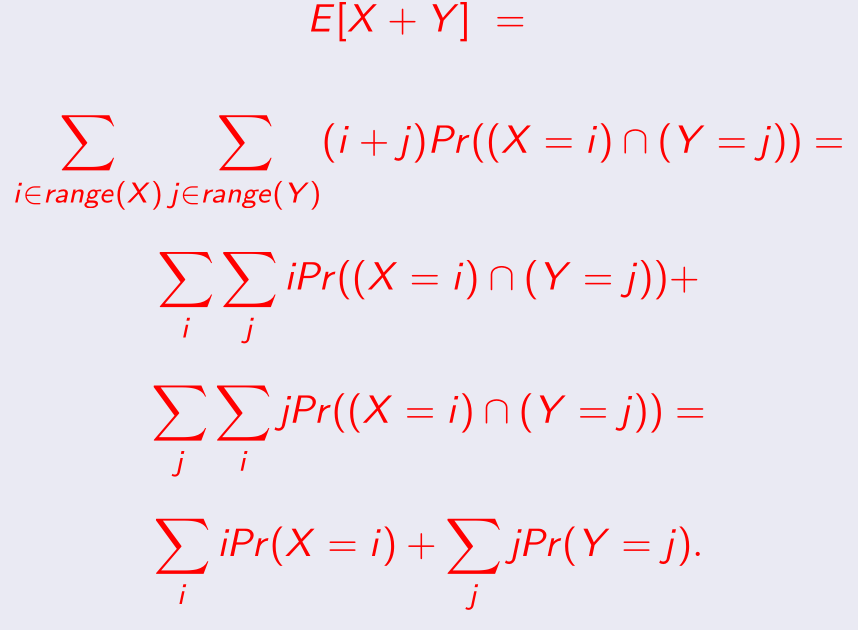 E[X + Y] =
∑_{i∈range(X)} ∑_{j∈range(Y)} (i + j)Pr((X = i) ∩ (Y = j)) =
∑_i ∑_j iPr((X = i) ∩ (Y = j))+
∑_j ∑_i jPr((X = i) ∩ (Y = j)) =
∑_i iPr(X = i) + ∑_j jPr(Y = j).